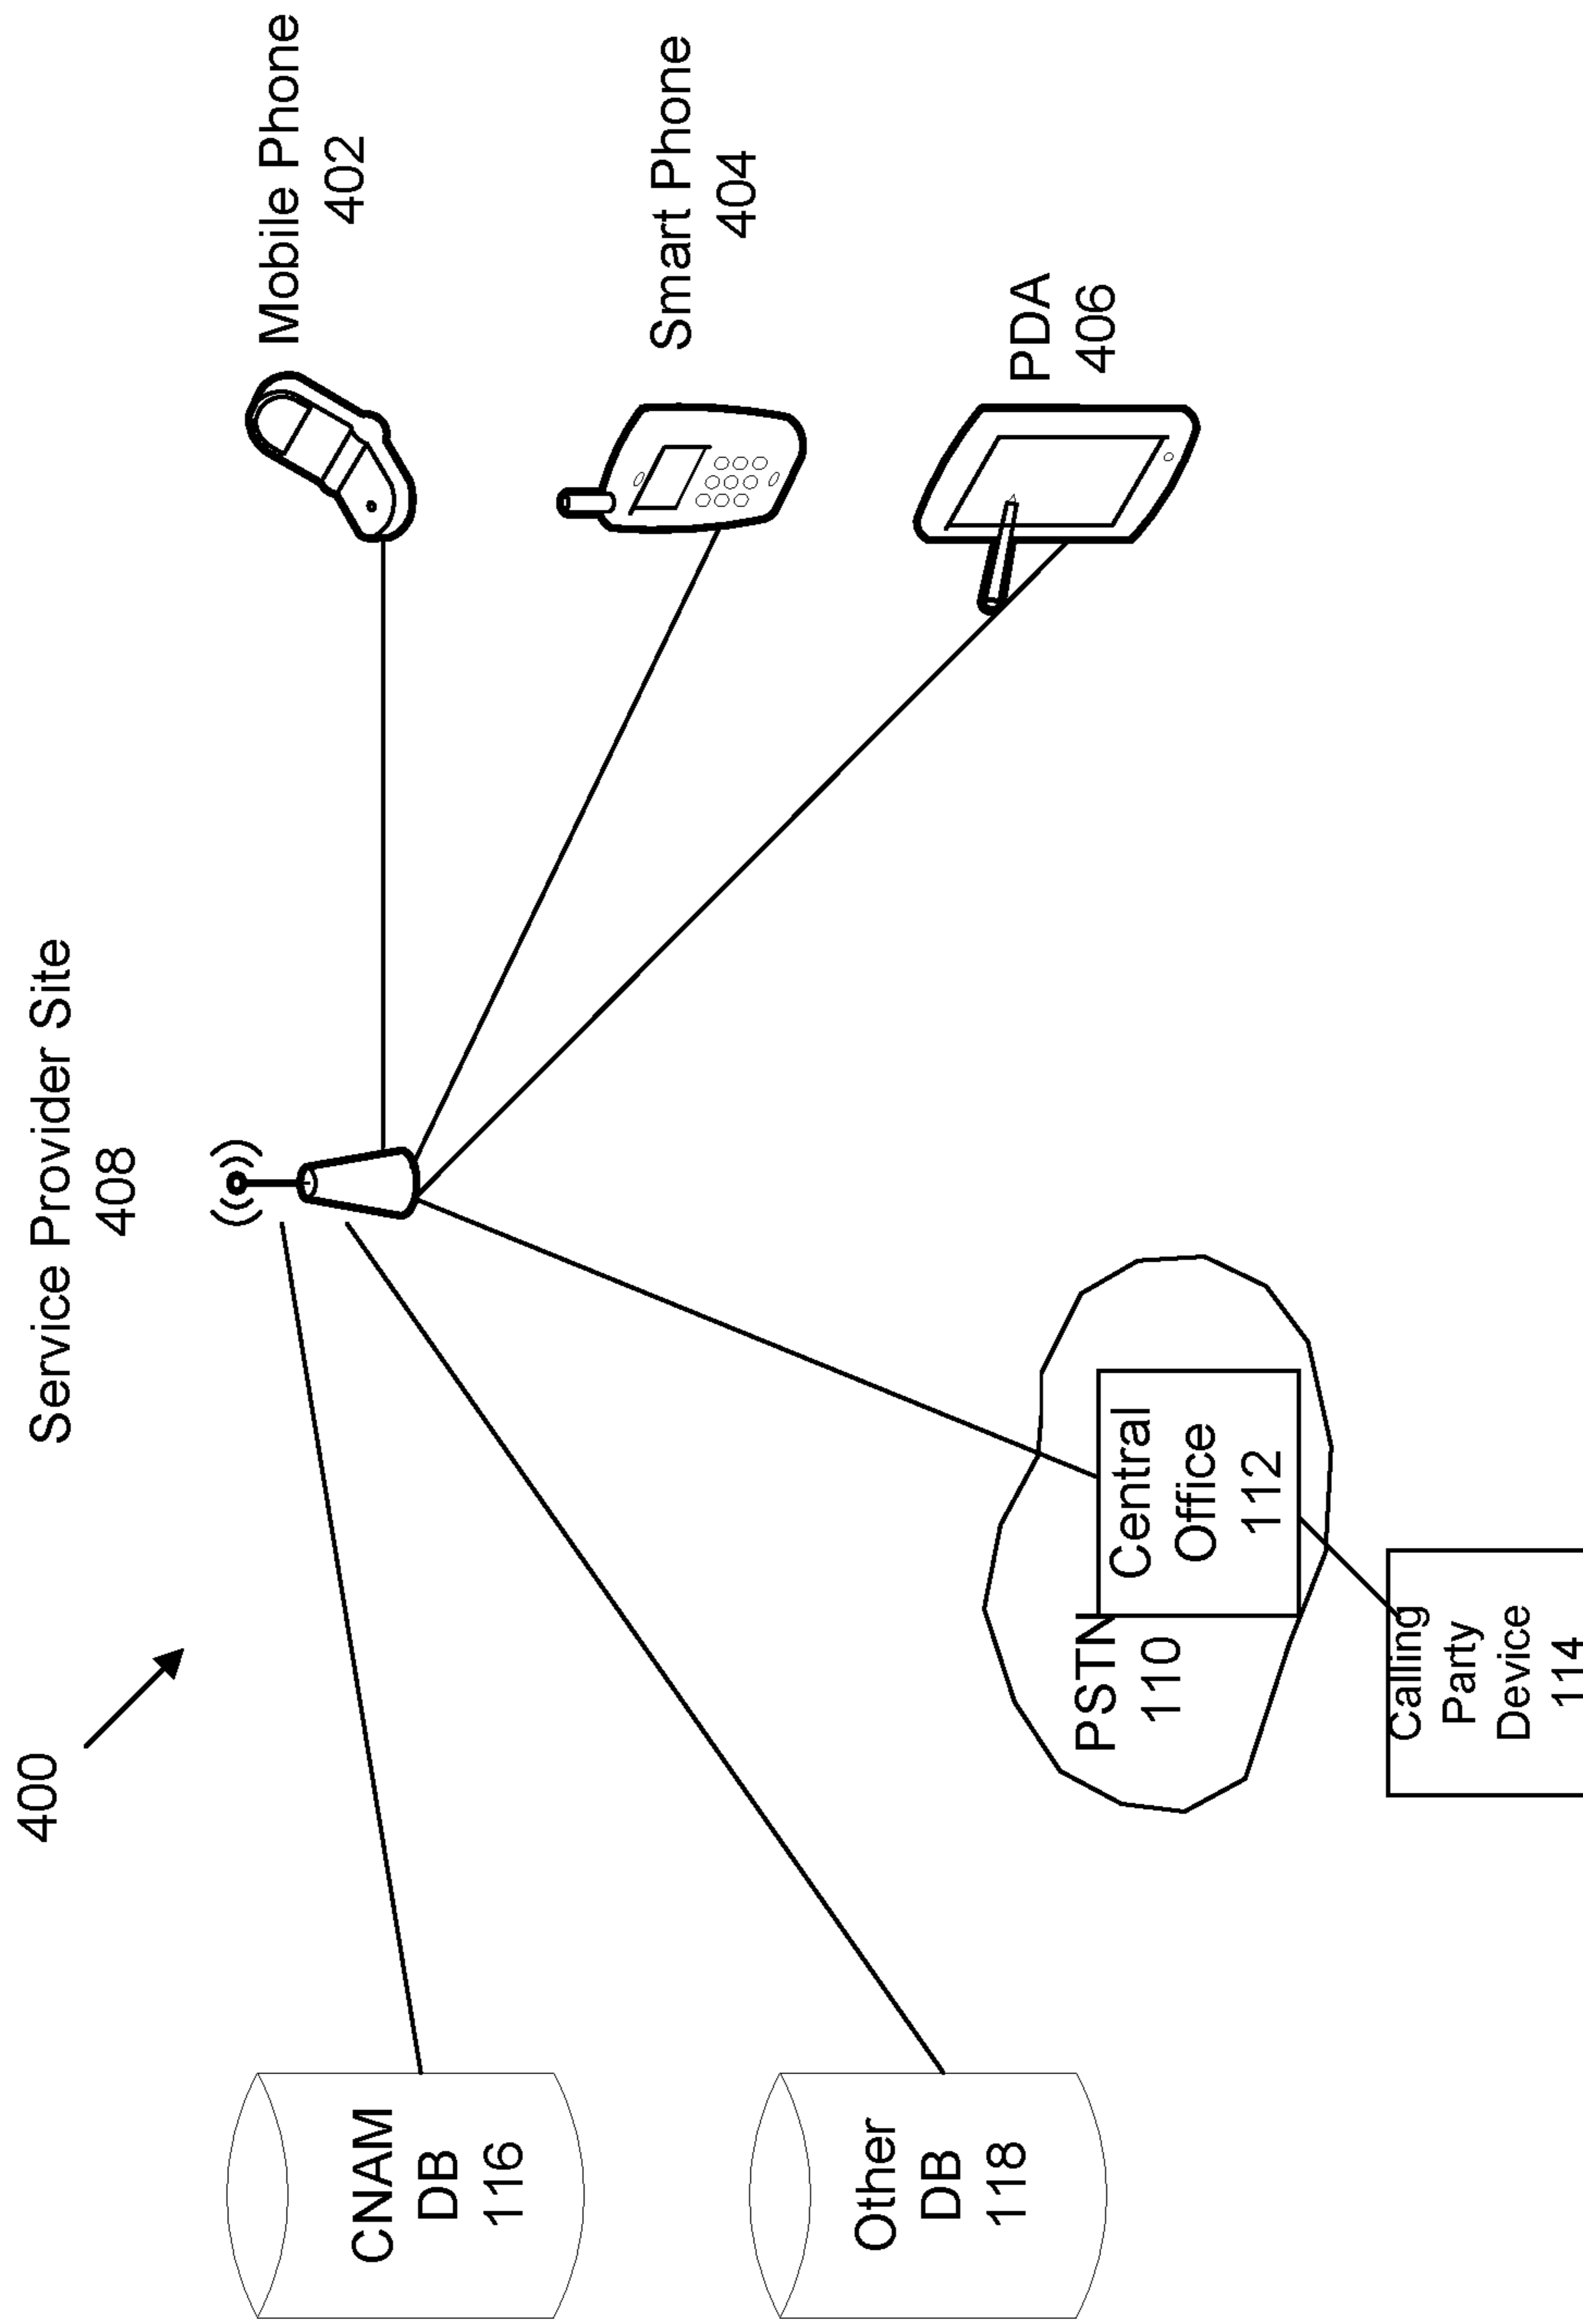 400
Service Provider Site
408
Mobile Phone
402
Smart Phone
404
PDA
406
CNAM
DB
116
Other
DB
118
PSTN
110
Central
Office
112
Calling
Party
Device
114